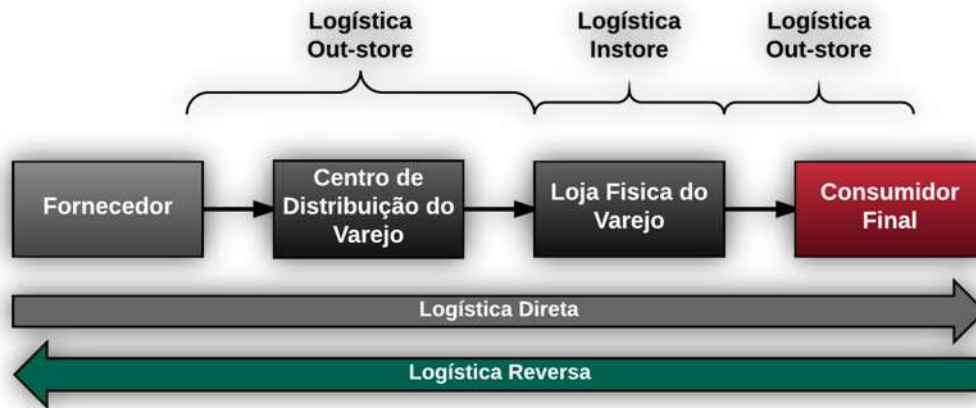 Logística
Out-store
Logística
Instore
Logística
Out-store
Fornecedor
Centro de
Distribuição do
Varejo
Loja Fisica do
Varejo
Consumidor
Final
Logística Direta
Logística Reversa